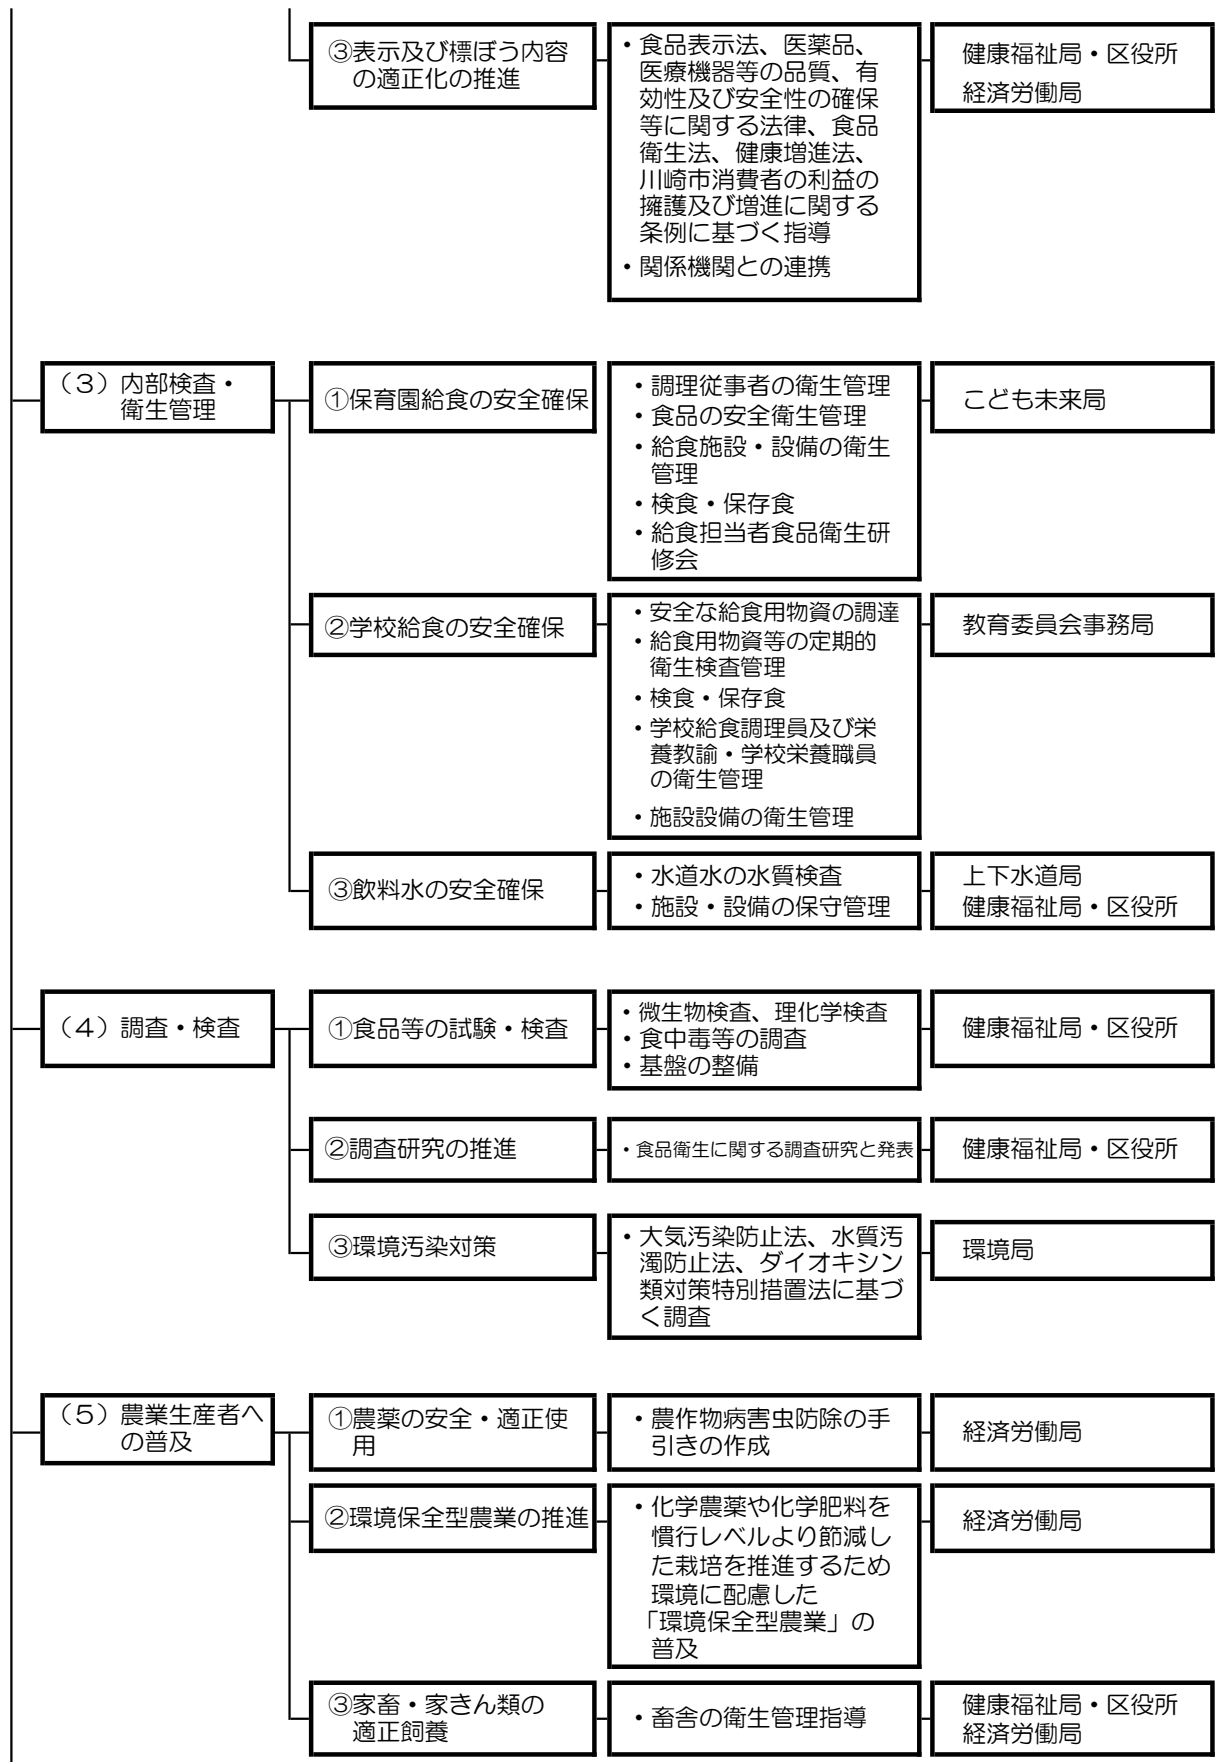 ③表示及び標ぼう内容
の適正化の推進
・食品表示法、医薬品、
医療機器等の品質、有
効性及び安全性の確保
等に関する法律、食品
衛生法、健康増進法、
川崎市消費者の利益の
擁護及び増進に関する
条例に基づく指導
・関係機関との連携
健康福祉局・区役所
経済労働局
（３）内部検査・
衛生管理
①保育園給食の安全確保
・調理従事者の衛生管理
・食品の安全衛生管理
・給食施設・設備の衛生
管理
・検食・保存食
・給食担当者食品衛生研
修会
こども未来局
②学校給食の安全確保
・安全な給食用物資の調達
・給食用物資等の定期的
衛生検査管理
・検食・保存食
・学校給食調理員及び栄
養教諭・学校栄養職員
の衛生管理
・施設設備の衛生管理
教育委員会事務局
③飲料水の安全確保
・水道水の水質検査
・施設・設備の保守管理
上下水道局
健康福祉局・区役所
（４）調査・検査
①食品等の試験・検査
・微生物検査、理化学検査
・食中毒等の調査
・基盤の整備
健康福祉局・区役所
②調査研究の推進
・食品衛生に関する調査研究と発表
健康福祉局・区役所
③環境汚染対策
・大気汚染防止法、水質汚
濁防止法、ダイオキシン
類対策特別措置法に基づ
く調査
環境局
（５）農業生産者へ
の普及
①農薬の安全・適正使
用
・農作物病害虫防除の手
引きの作成
経済労働局
②環境保全型農業の推進
・化学農薬や化学肥料を
慣行レベルより節減し
た栽培を推進するため
環境に配慮した
「環境保全型農業」の
普及
経済労働局
③家畜・家きん類の
適正飼養
・畜舎の衛生管理指導
健康福祉局・区役所
経済労働局